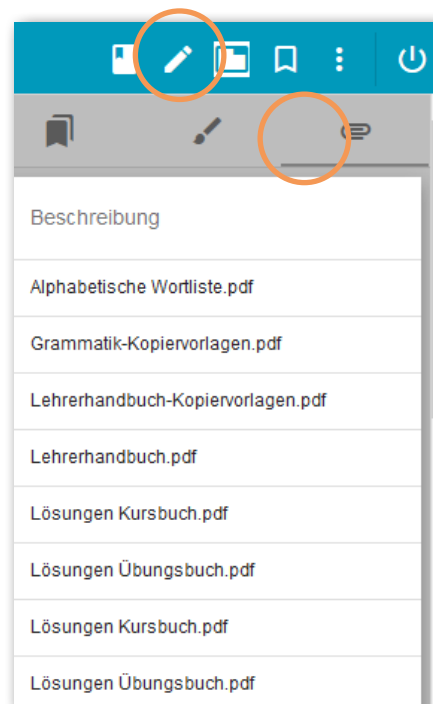 Beschreibung
Alphabetische Wortliste.pdf
Grammatik-Kopiervorlagen.pdf
Lehrerhandbuch-Kopiervorlagen.pdf
Lehrerhandbuch.pdf
Lösungen Kursbuch.pdf
Lösungen Übungsbuch.pdf
Lösungen Kursbuch.pdf
Lösungen Übungsbuch.pdf